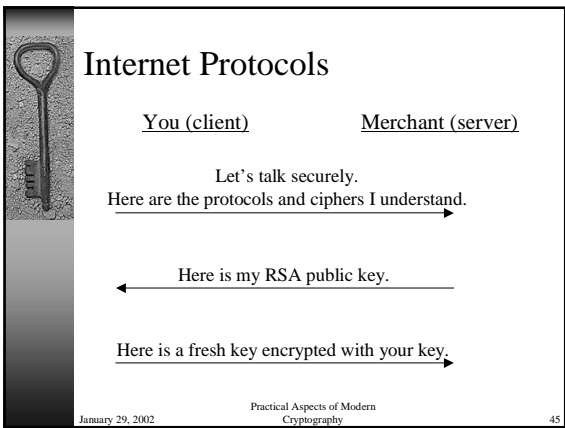 Internet Protocols
You (client)
Merchant (server)
Let’s talk securely.
Here are the protocols and ciphers I understand.
Here is my RSA public key.
Here is a fresh key encrypted with your key.
January 29, 2002
Practical Aspects of Modern
Cryptography
45